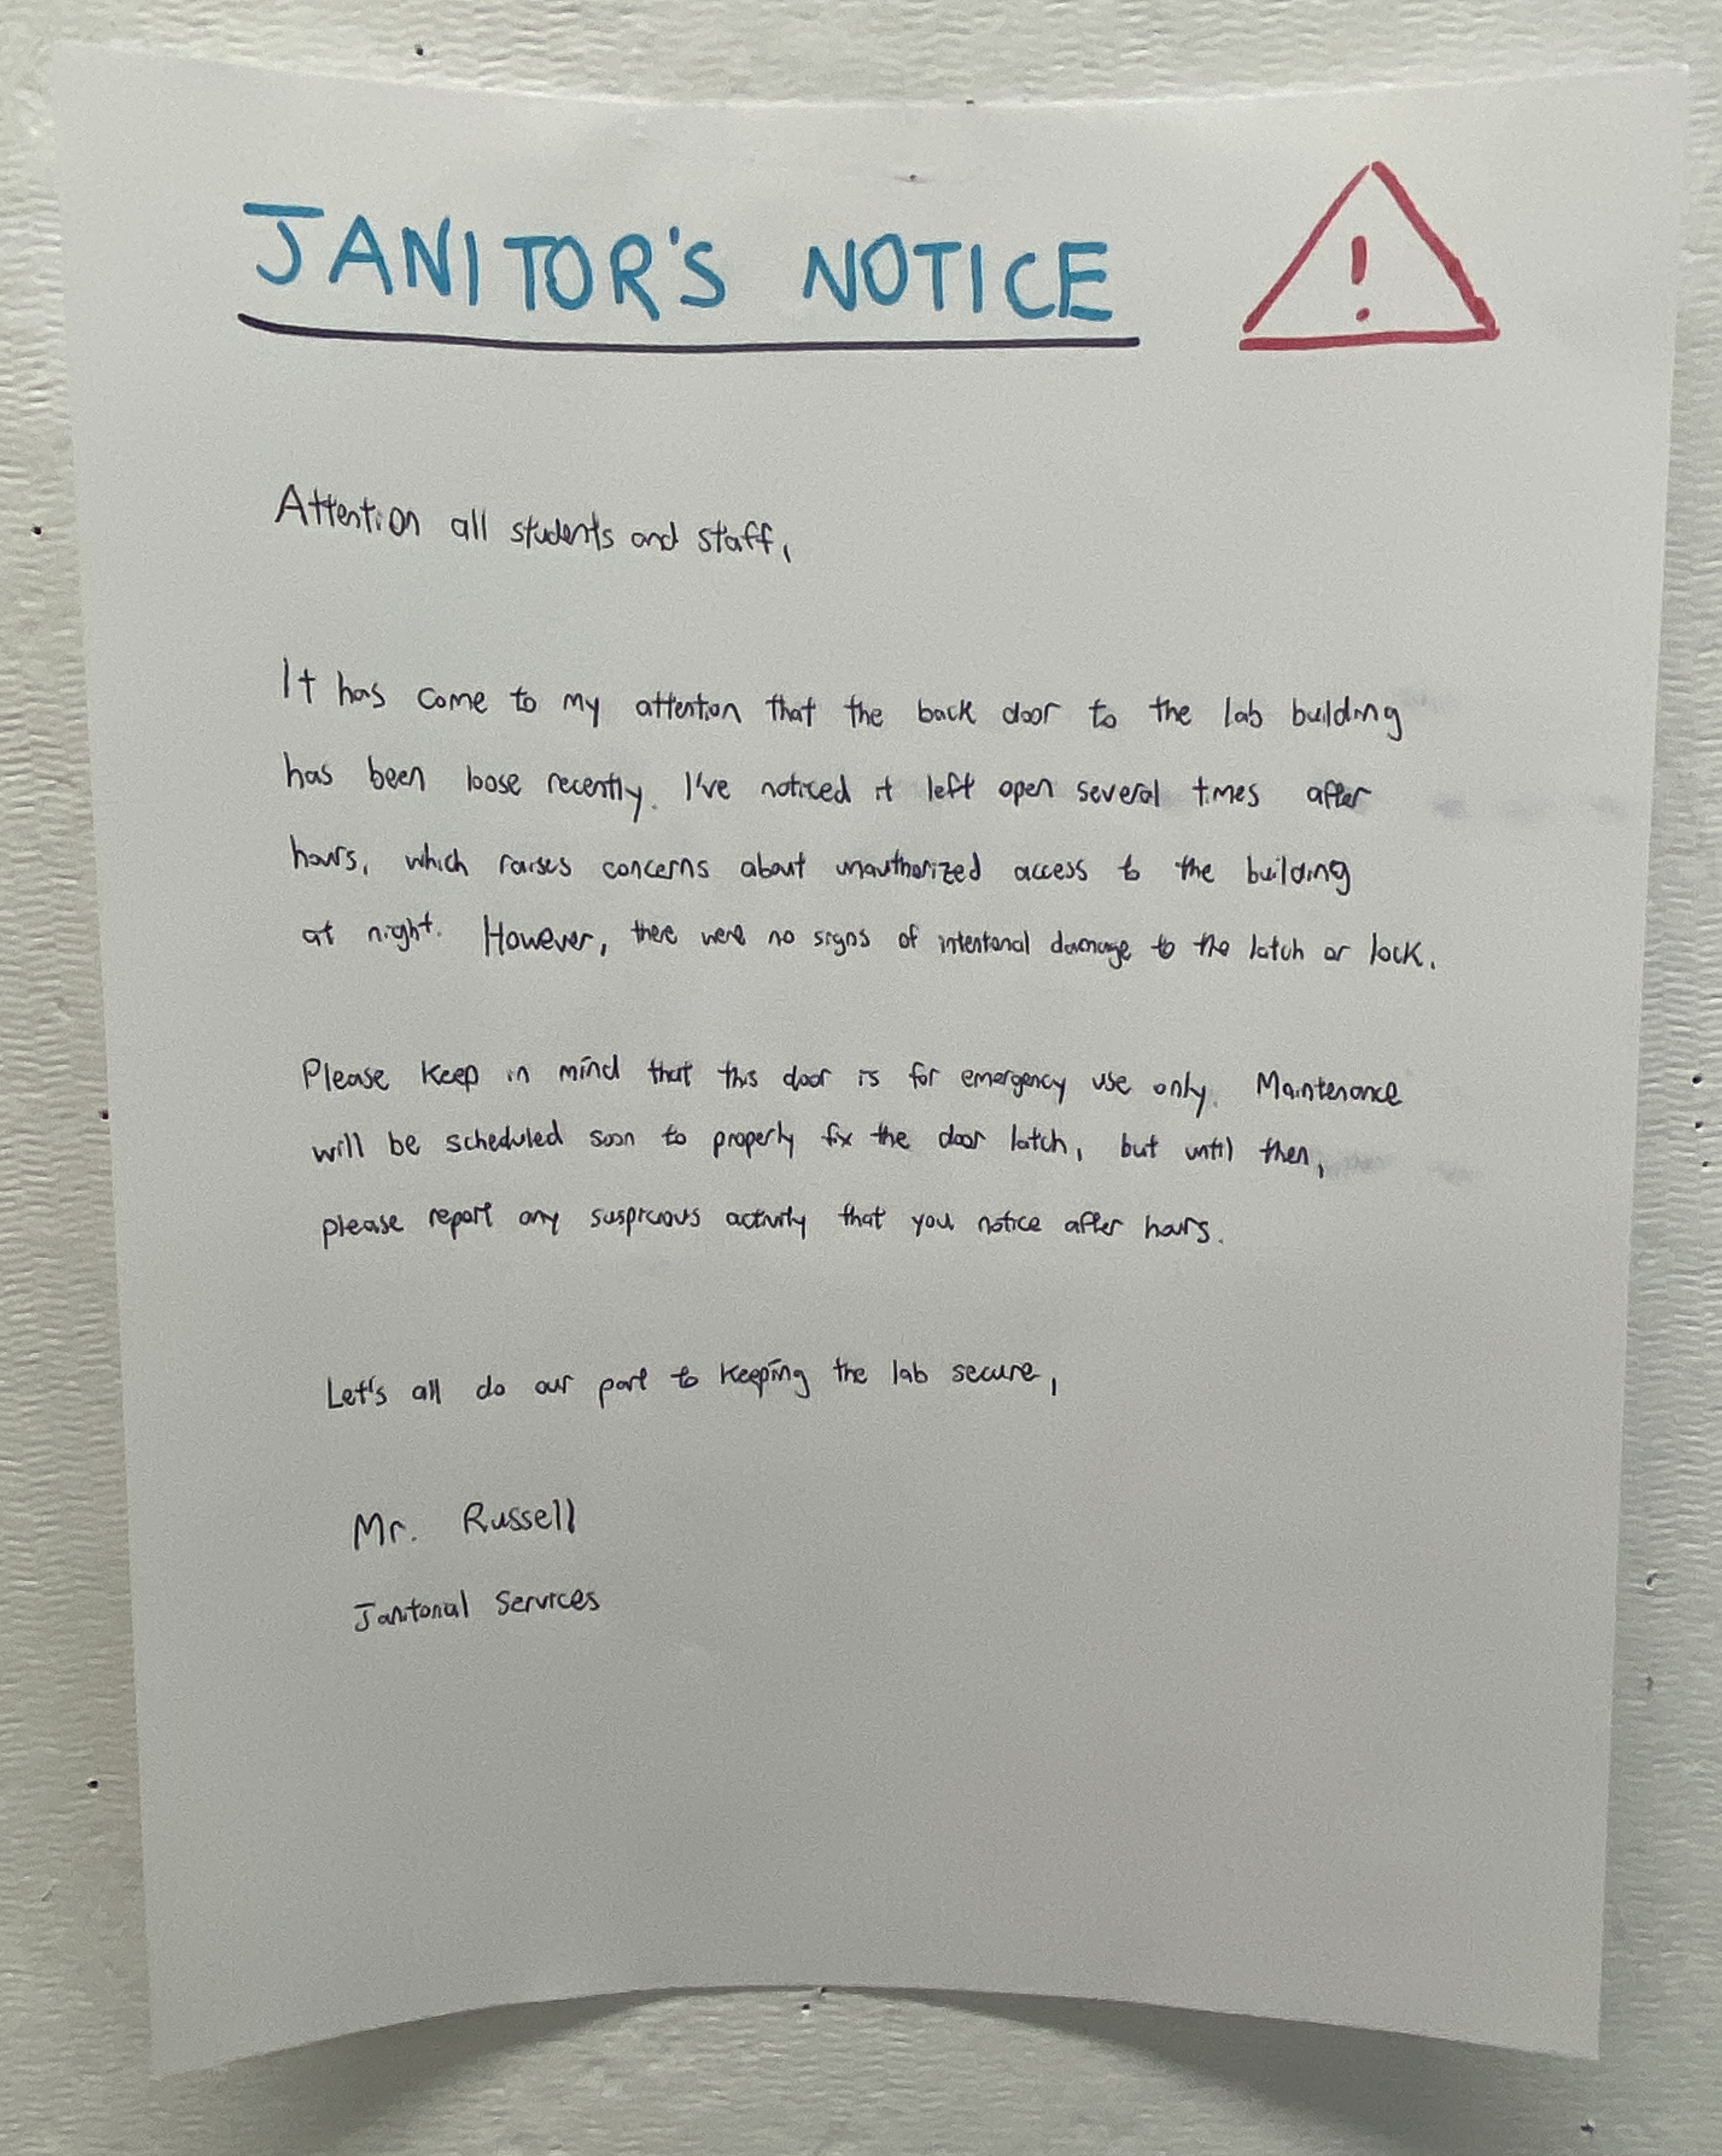 JANITOR'S NOTICE
!
Attention all students and staff,
It has come to my attention that the back door to the lab building
has been loose recently. I've noticed it left open several times after
hours, which raises concerns about unauthorized access to the building
at night. However, there were no signs of intentional damage to the latch or lock.
Please keep in mind that this door is for emergency use only. Maintenance
will be scheduled soon to properly fix the door latch, but until then,
please report any suspicious activity that you notice after hours.
Let's all do our part to keeping the lab secure,
Mr. Russell
Janitorial Services